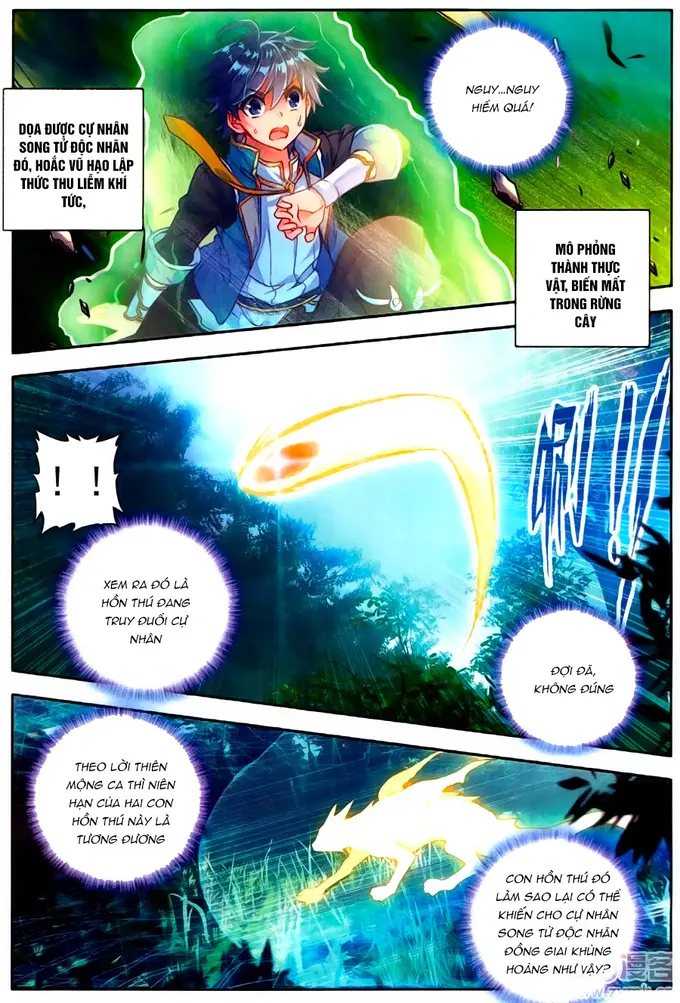 NGUY...NGUY
HIỂM QUÁ!
DỌA ĐƯỢC CỰ NHÂN
SONG TỬ ĐỘC NHÃN
ĐÓ, HOẮC VŨ HẠO LẬP
THỨC THU LIỄM KHÍ
TỨC,
MÔ PHỎNG
THÀNH THỰC
VẬT, BIẾN MẤT
TRONG RỪNG
CÂY
!!
XEM RA ĐÓ LÀ
HỒN THÚ ĐANG
TRUY ĐUỔI CỰ
NHÂN
ĐỢI ĐÃ,
KHÔNG ĐÚNG
THEO LỜI THIÊN
MỘNG CA THÌ NIÊN
HẠN CỦA HAI CON
HỒN THÚ NÀY LÀ
TƯƠNG ĐƯƠNG
CON HỒN THÚ ĐÓ
LÀM SAO LẠI CÓ THỂ
KHIẾN CHO CỰ NHÂN
SONG TỬ ĐỘC NHÃN
ĐỒNG GIAI KHỦNG
HOẢNG NHƯ VẬY?
漫客